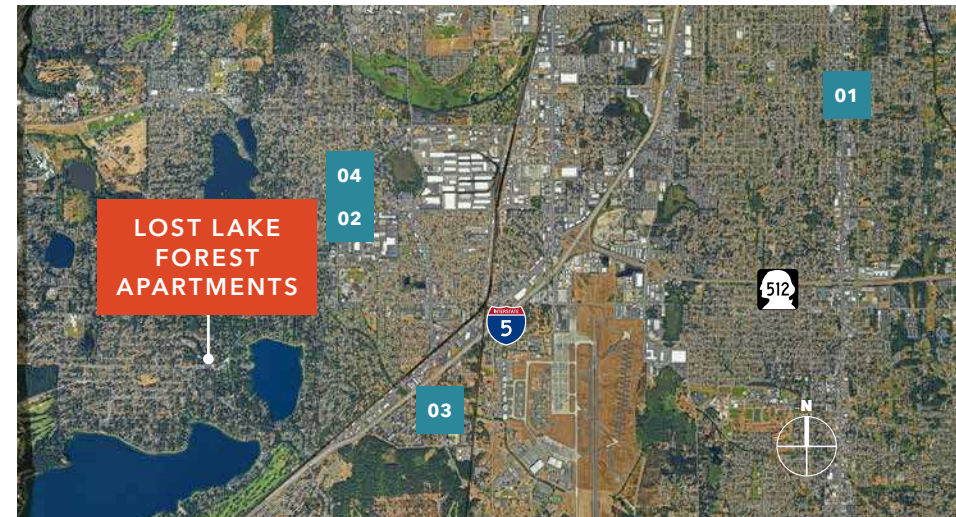 01
04
02
LOST LAKE
FOREST
APARTMENTS
512
INTERSTATE
5
03
N